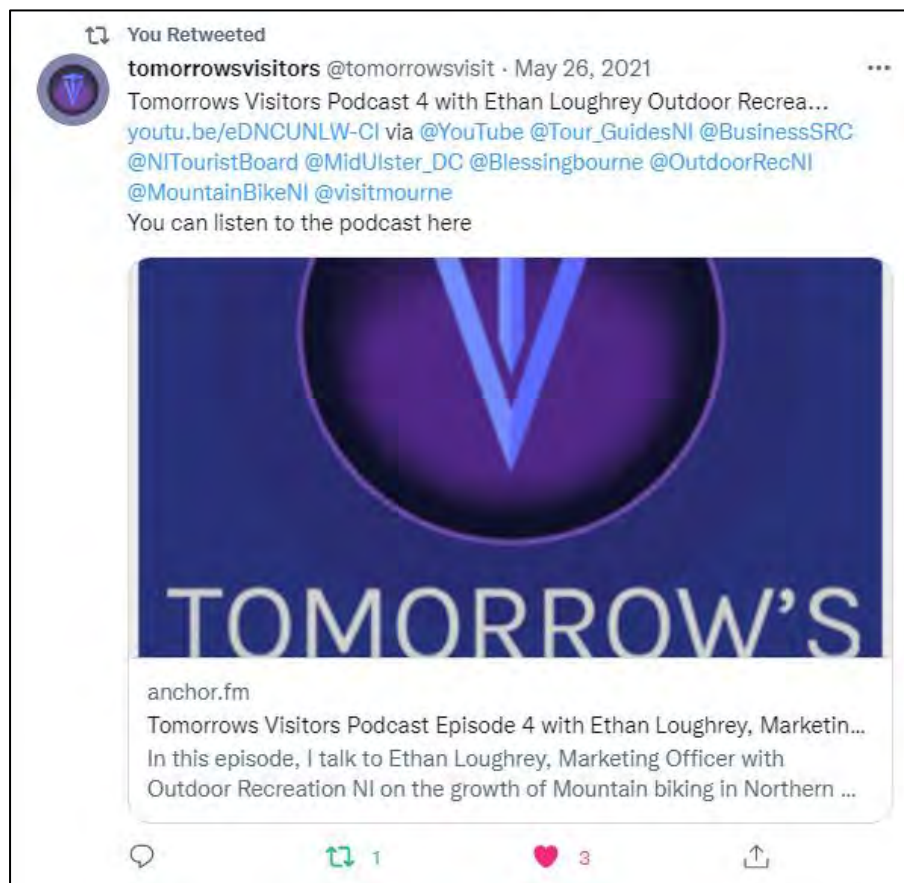 You Retweeted
tomorrowsvisitors @tomorrowsvisit · May 26, 2021
Tomorrows Visitors Podcast 4 with Ethan Loughrey Outdoor Recrea...
youtu.be/eDNCUNLW-CI via @YouTube @Tour_GuidesNI @BusinessSRC
@NITouristBoard @MidUlster_DC @Blessingbourne @OutdoorRecNI
@MountainBikeNI @visitmourne
You can listen to the podcast here
TOMORROW'S
anchor.fm
Tomorrows Visitors Podcast Episode 4 with Ethan Loughrey, Marketin...
In this episode, I talk to Ethan Loughrey, Marketing Officer with
Outdoor Recreation NI on the growth of Mountain biking in Northern ...
1 3